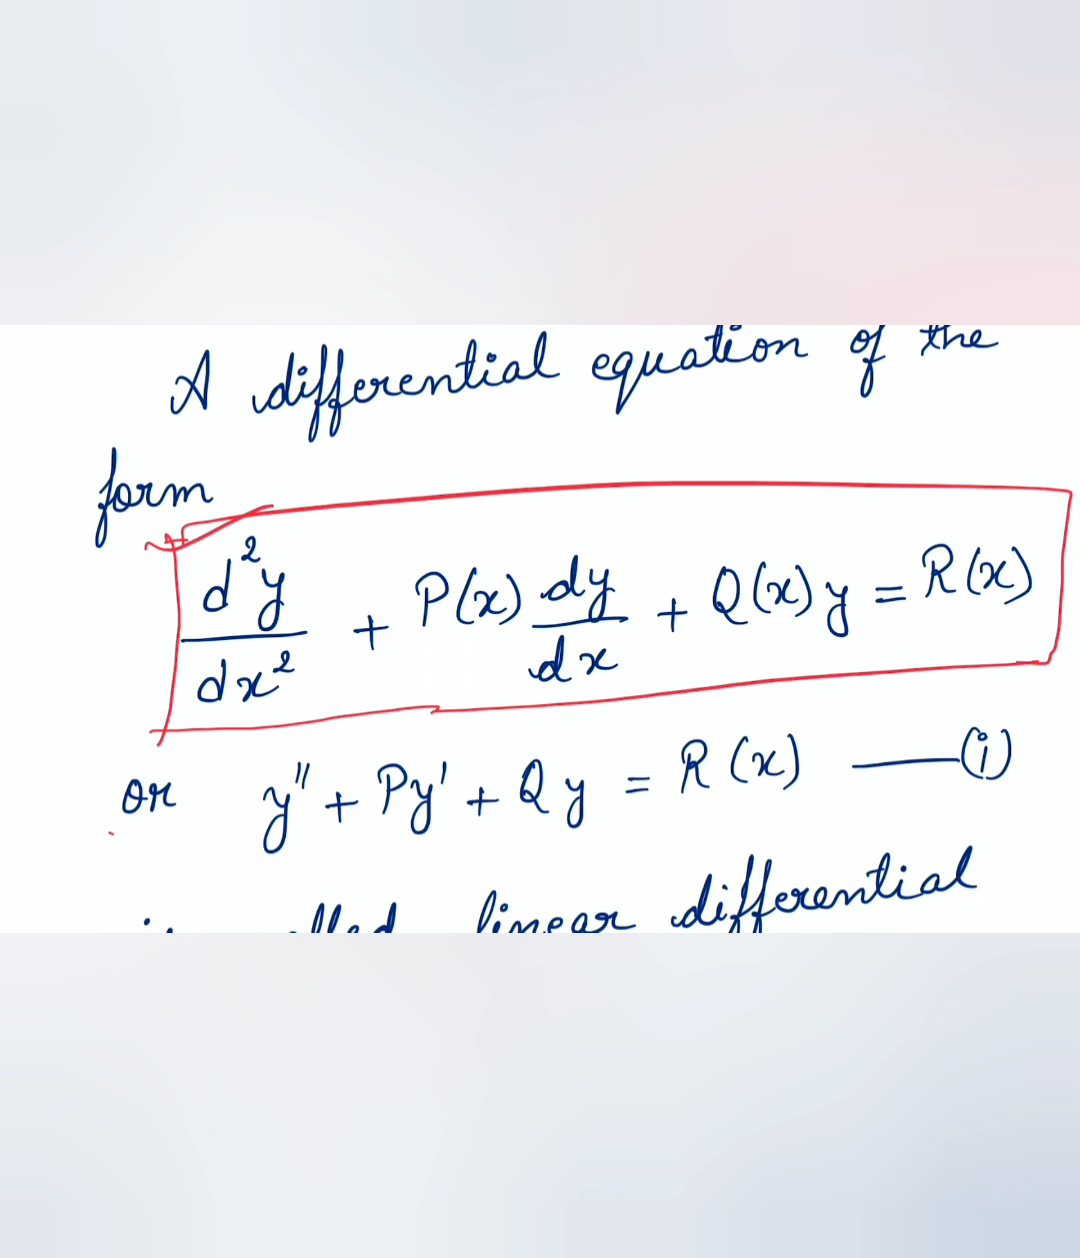 A differential equation of the
form
d²y/dx² + P(x) dy/dx + Q(x) y = R(x)
or y'' + Py' + Qy = R(x) —(i)
linear differential